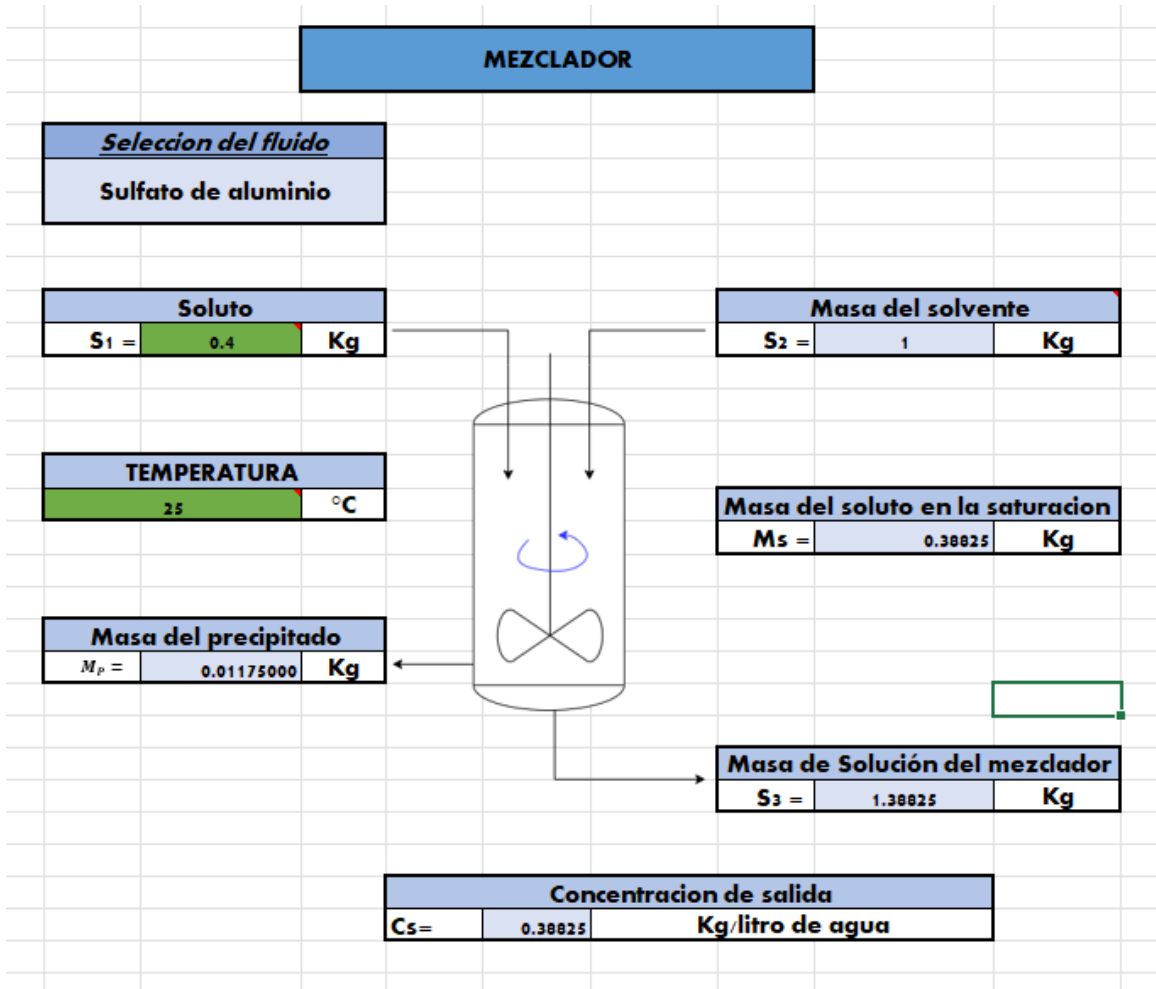 MEZCLADOR
Seleccion del fluido
Sulfato de aluminio
Soluto
S1 = 0.4 Kg
Masa del solvente
S2 = 1 Kg
TEMPERATURA
25 °C
Masa del soluto en la saturacion
Ms = 0.38825 Kg
Masa del precipitado
MP = 0.01175000 Kg
Masa de Solución del mezclador
S3 = 1.38825 Kg
Concentracion de salida
Cs= 0.38825 Kg/litro de agua